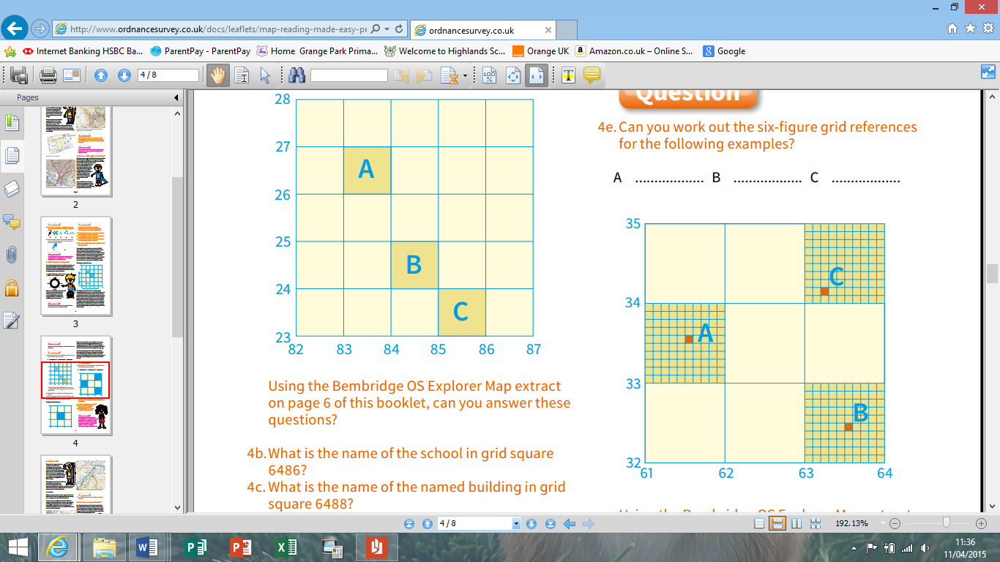 http://www.ordnancesurvey.co.uk/docs/leaflets/map-reading-made-easy-pe
ordnancesurvey.co.uk
Internet Banking HSBC Ba...
ParentPay - ParentPay
Home Grange Park Prima...
Welcome to Highlands Sc...
Orange UK
Amazon.co.uk – Online S...
Google
4 / 8
100%
Pages
2
3
4
28
27
26
25
24
23
82 83 84 85 86 87
A
B
C
Using the Bembridge OS Explorer Map extract
on page 6 of this booklet, can you answer these
questions?
4b. What is the name of the school in grid square
6486?
4c. What is the name of the named building in grid
square 6488?
Question
4e. Can you work out the six-figure grid references
for the following examples?
A .................. B .................. C ..................
35
34
33
32
61 62 63 64
C
A
B
4 / 8
192.13%
11:36
11/04/2015